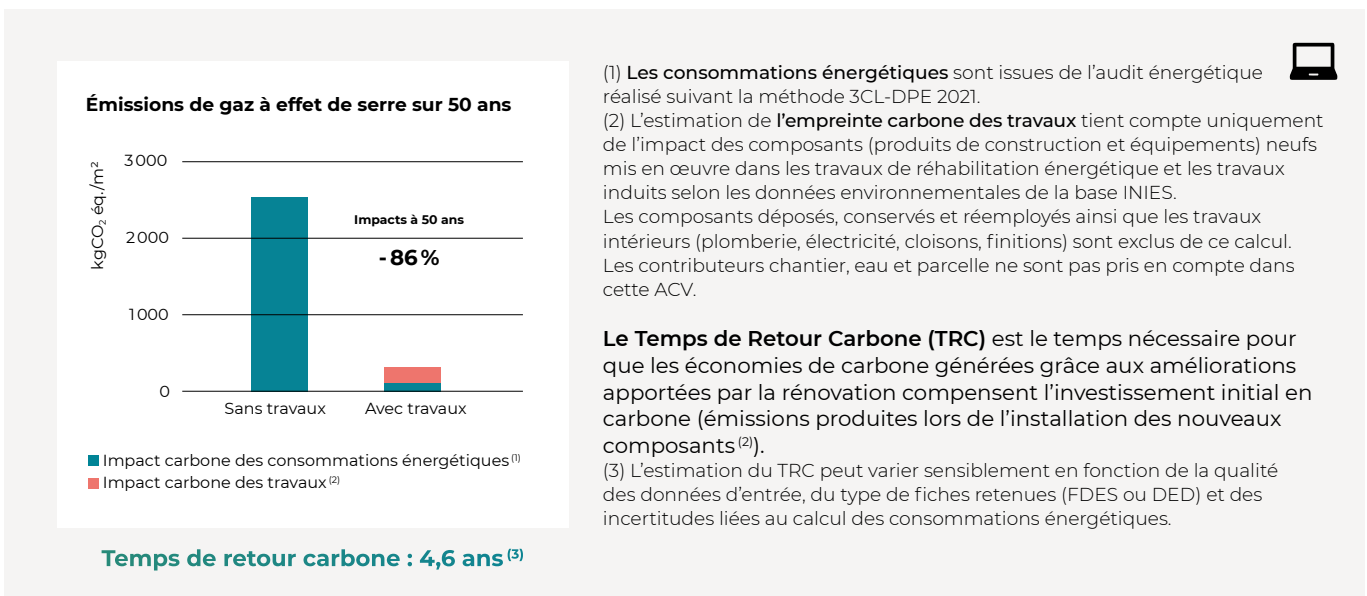 Émissions de gaz à effet de serre sur 50 ans
kgCO₂ éq./m²
3000
2000
1000
0
Impacts à 50 ans
-86%
Sans travaux
Avec travaux
Impact carbone des consommations énergétiques (1)
Impact carbone des travaux (2)
Temps de retour carbone : 4,6 ans (3)
(1) Les consommations énergétiques sont issues de l’audit énergétique
réalisé suivant la méthode 3CL-DPE 2021.
(2) L’estimation de l’empreinte carbone des travaux tient compte uniquement
de l’impact des composants (produits de construction et équipements) neufs
mis en œuvre dans les travaux de réhabilitation énergétique et les travaux
induits selon les données environnementales de la base INIES.
Les composants déposés, conservés et réemployés ainsi que les travaux
intérieurs (plomberie, électricité, cloisons, finitions) sont exclus de ce calcul.
Les contributeurs chantier, eau et parcelle ne sont pas pris en compte dans
cette ACV.
Le Temps de Retour Carbone (TRC) est le temps nécessaire pour
que les économies de carbone générées grâce aux améliorations
apportées par la rénovation compensent l’investissement initial en
carbone (émissions produites lors de l’installation des nouveaux
composants (2)).
(3) L’estimation du TRC peut varier sensiblement en fonction de la qualité
des données d’entrée, du type de fiches retenues (FDES ou DED) et des
incertitudes liées au calcul des consommations énergétiques.